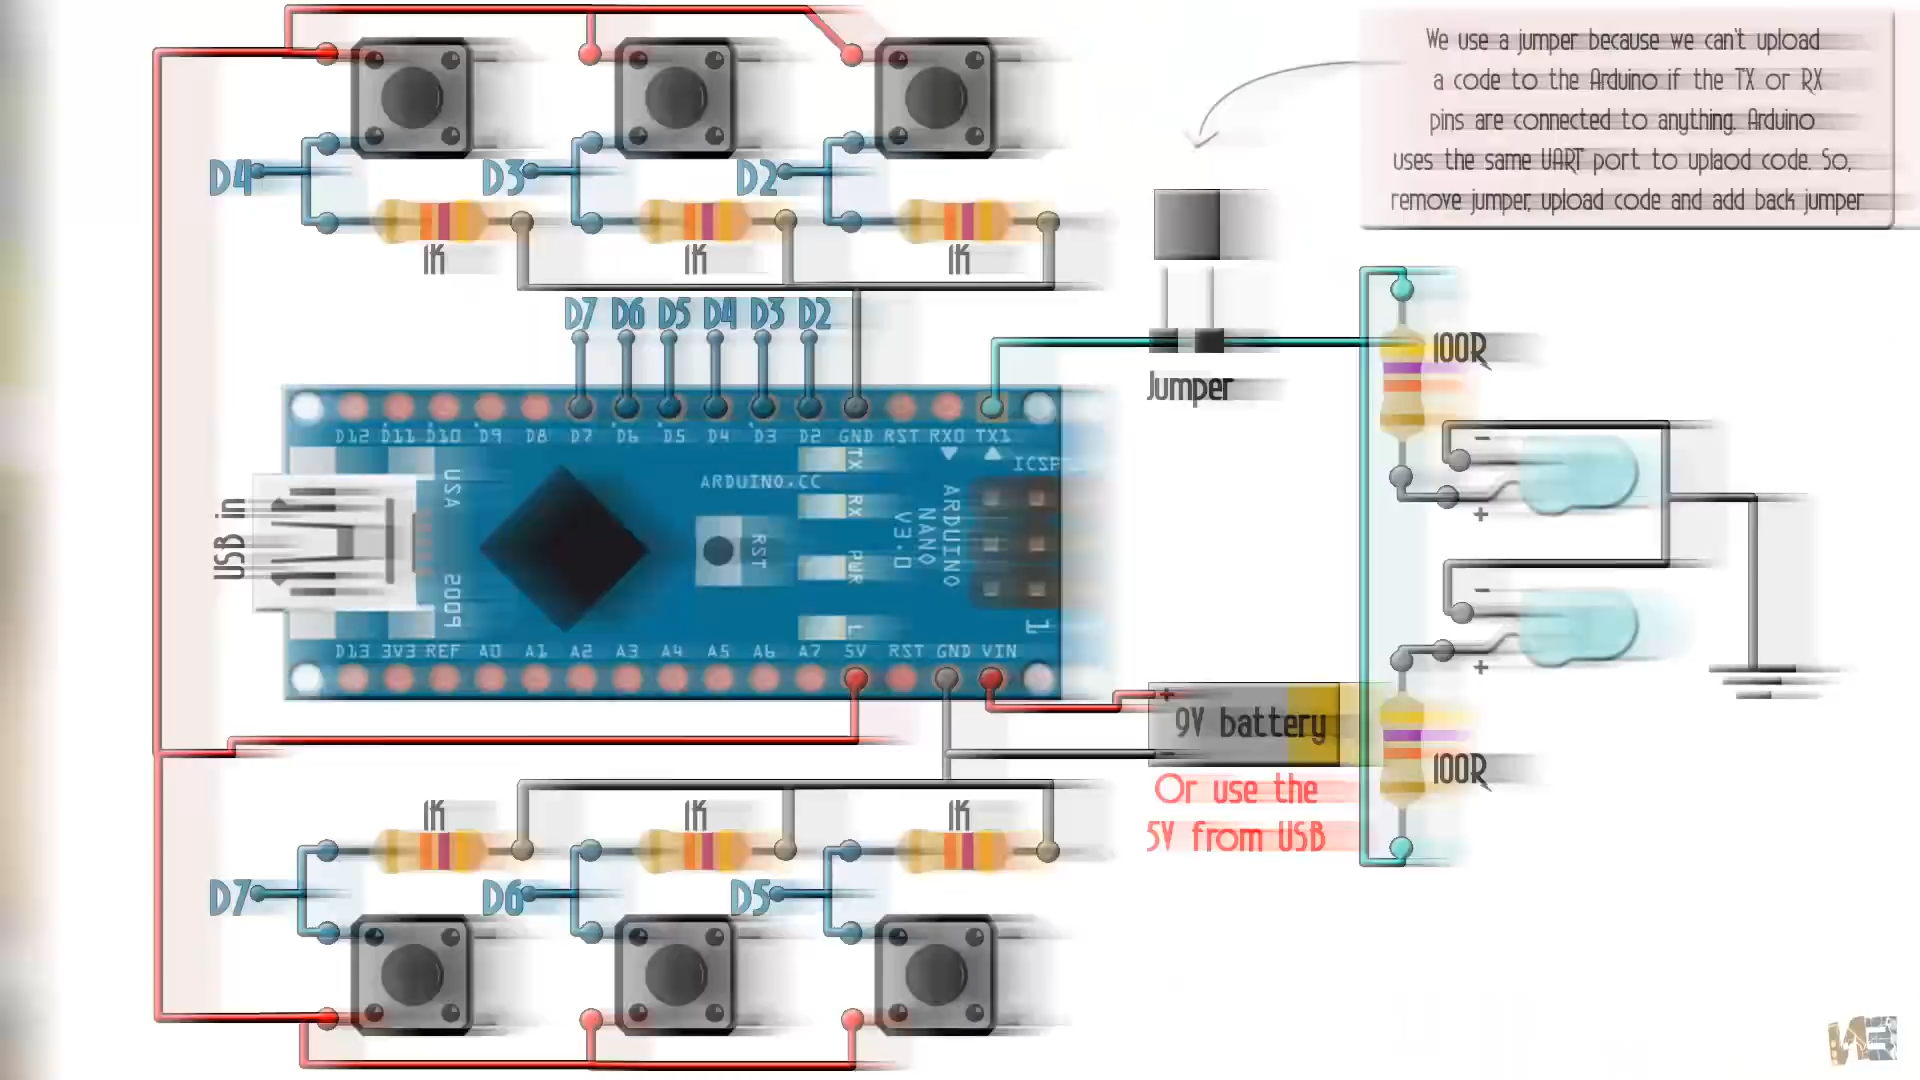 We use a jumper because we can't upload
a code to the Arduino if the TX or RX
pins are connected to anything. Arduino
uses the same UART port to uplaod code. So,
remove jumper, upload code and add back jumper
D4 D3 D2
1K 1K 1K
D7 D6 D5 D4 D3 D2
100R
Jumper
D12 D11 D10 D9 D8 D7 D6 D5 D4 D3 D2 GND RST RX0 TX1
-
+
TX
RX
PWR
L
ARDUINO.CC
ICSP
USA
2009
RST
ARDUINO
NANO
V3.0
1
USB in
-
+
D13 3V3 REF A0 A1 A2 A3 A4 A5 A6 A7 5V RST GND VIN
+
9V battery
-
100R
Or use the
5V from USB
1K 1K 1K
D7 D6 D5